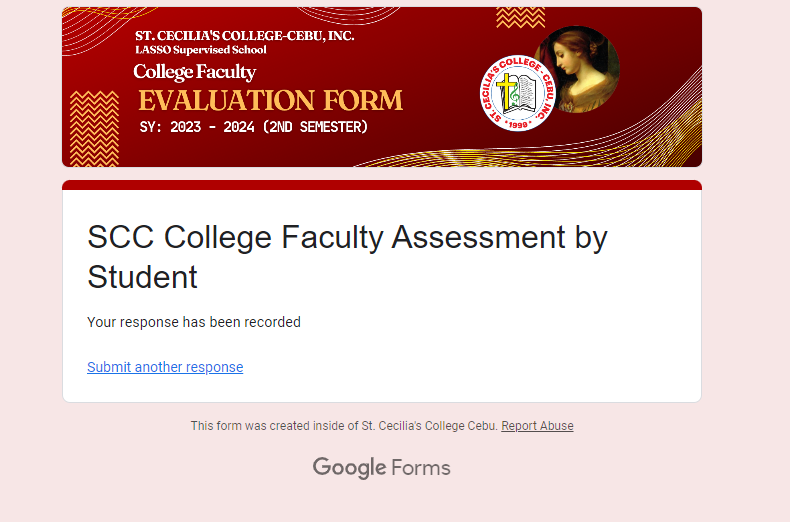 ST. CECILIA'S COLLEGE-CEBU, INC.
LASSO Supervised School
College Faculty
EVALUATION FORM
SY: 2023 - 2024 (2ND SEMESTER)
ST. CECILIA'S COLLEGE - CEBU, INC.
1999
SCC College Faculty Assessment by
Student
Your response has been recorded
Submit another response
This form was created inside of St. Cecilia's College Cebu. Report Abuse
Google Forms